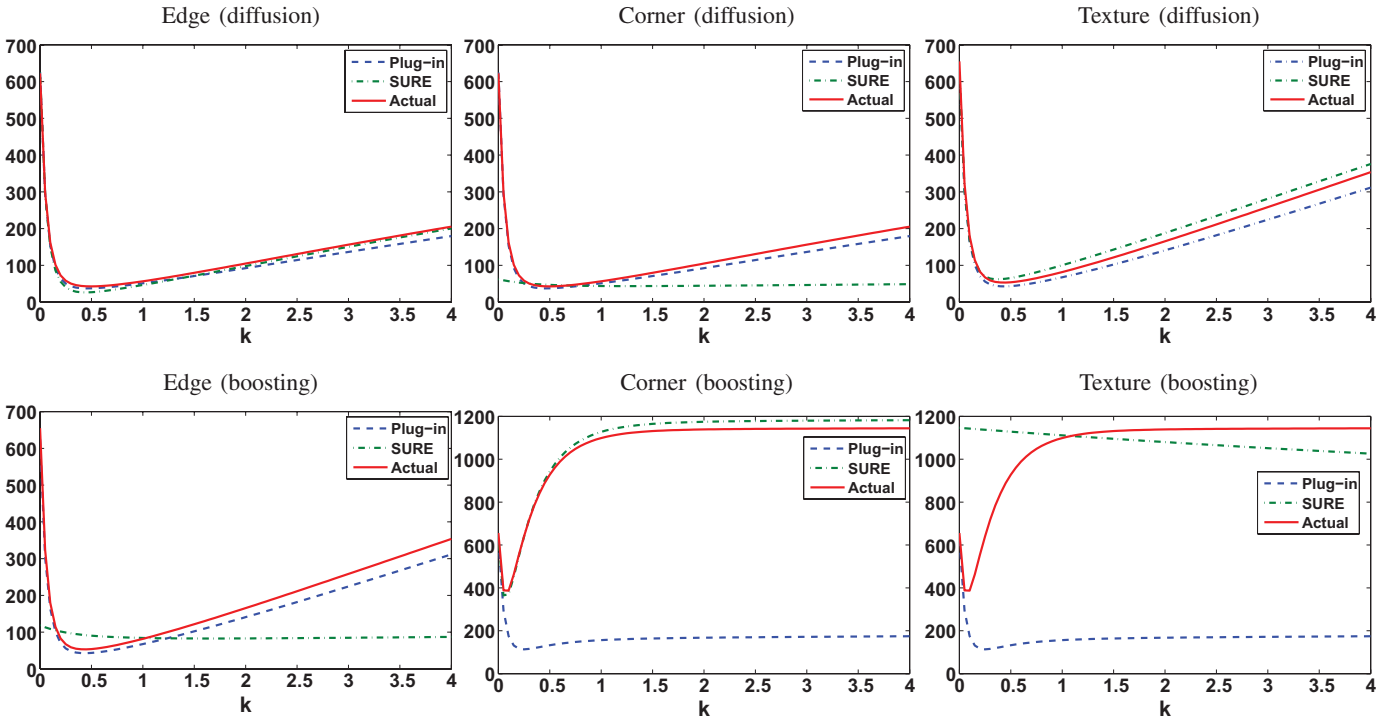 Edge (diffusion)
700
600
500
400
300
200
100
0
0 0.5 1 1.5 2 2.5 3 3.5 4
k
Plug-in
SURE
Actual
Corner (diffusion)
700
600
500
400
300
200
100
0
0 0.5 1 1.5 2 2.5 3 3.5 4
k
Plug-in
SURE
Actual
Texture (diffusion)
700
600
500
400
300
200
100
0
0 0.5 1 1.5 2 2.5 3 3.5 4
k
Plug-in
SURE
Actual
Edge (boosting)
700
600
500
400
300
200
100
0
0 0.5 1 1.5 2 2.5 3 3.5 4
k
Plug-in
SURE
Actual
Corner (boosting)
1200
1000
800
600
400
200
0
0 0.5 1 1.5 2 2.5 3 3.5 4
k
Plug-in
SURE
Actual
Texture (boosting)
1200
1000
800
600
400
200
0
0 0.5 1 1.5 2 2.5 3 3.5 4
k
Plug-in
SURE
Actual